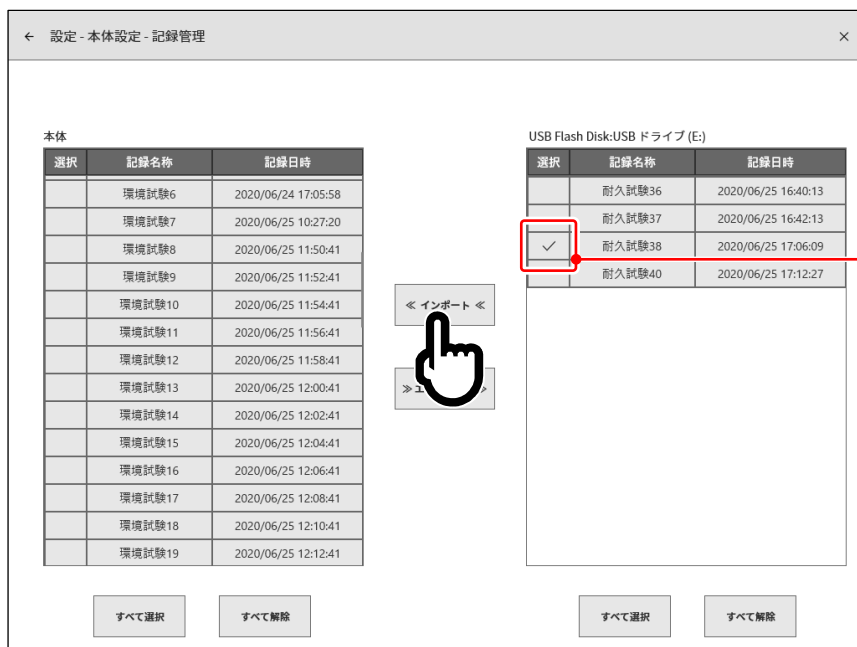 ← 設定 - 本体設定 - 記録管理 ×
本体
選択 記録名称 記録日時
環境試験6 2020/06/24 17:05:58
環境試験7 2020/06/25 10:27:20
環境試験8 2020/06/25 11:50:41
環境試験9 2020/06/25 11:52:41
環境試験10 2020/06/25 11:54:41
環境試験11 2020/06/25 11:56:41
環境試験12 2020/06/25 11:58:41
環境試験13 2020/06/25 12:00:41
環境試験14 2020/06/25 12:02:41
環境試験15 2020/06/25 12:04:41
環境試験16 2020/06/25 12:06:41
環境試験17 2020/06/25 12:08:41
環境試験18 2020/06/25 12:10:41
環境試験19 2020/06/25 12:12:41
すべて選択 すべて解除
≪ インポート ≪
USB Flash Disk:USB ドライブ (E:)
選択 記録名称 記録日時
耐久試験36 2020/06/25 16:40:13
耐久試験37 2020/06/25 16:42:13
✓ 耐久試験38 2020/06/25 17:06:09
耐久試験40 2020/06/25 17:12:27
すべて選択 すべて解除